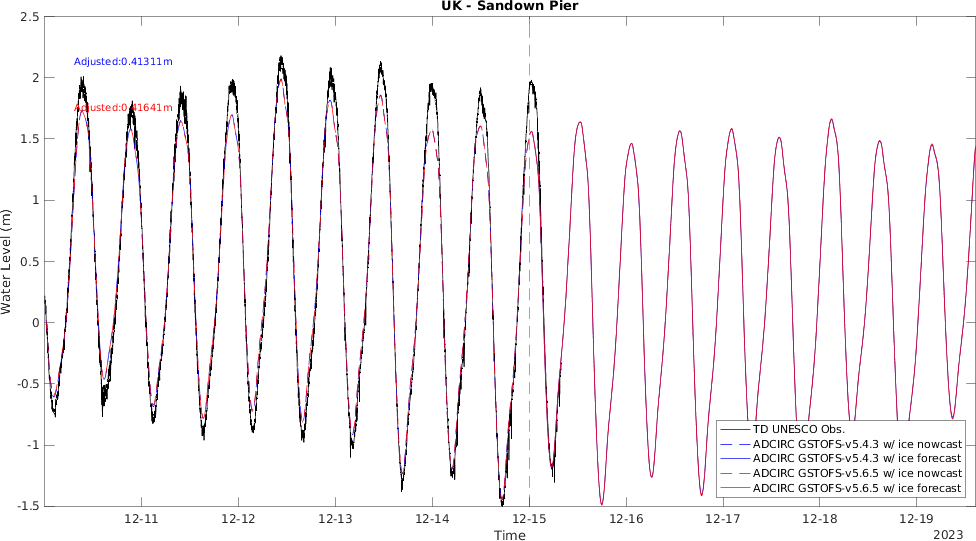 UK - Sandown Pier
2.5
2
1.5
1
0.5
0
-0.5
-1
-1.5
Water Level (m)
Adjusted:0.41311m
Adjusted:0.41641m
TD UNESCO Obs.
ADCIRC GSTOFS-v5.4.3 w/ ice nowcast
ADCIRC GSTOFS-v5.4.3 w/ ice forecast
ADCIRC GSTOFS-v5.6.5 w/ ice nowcast
ADCIRC GSTOFS-v5.6.5 w/ ice forecast
12-11 12-12 12-13 12-14 12-15 12-16 12-17 12-18 12-19
Time
2023